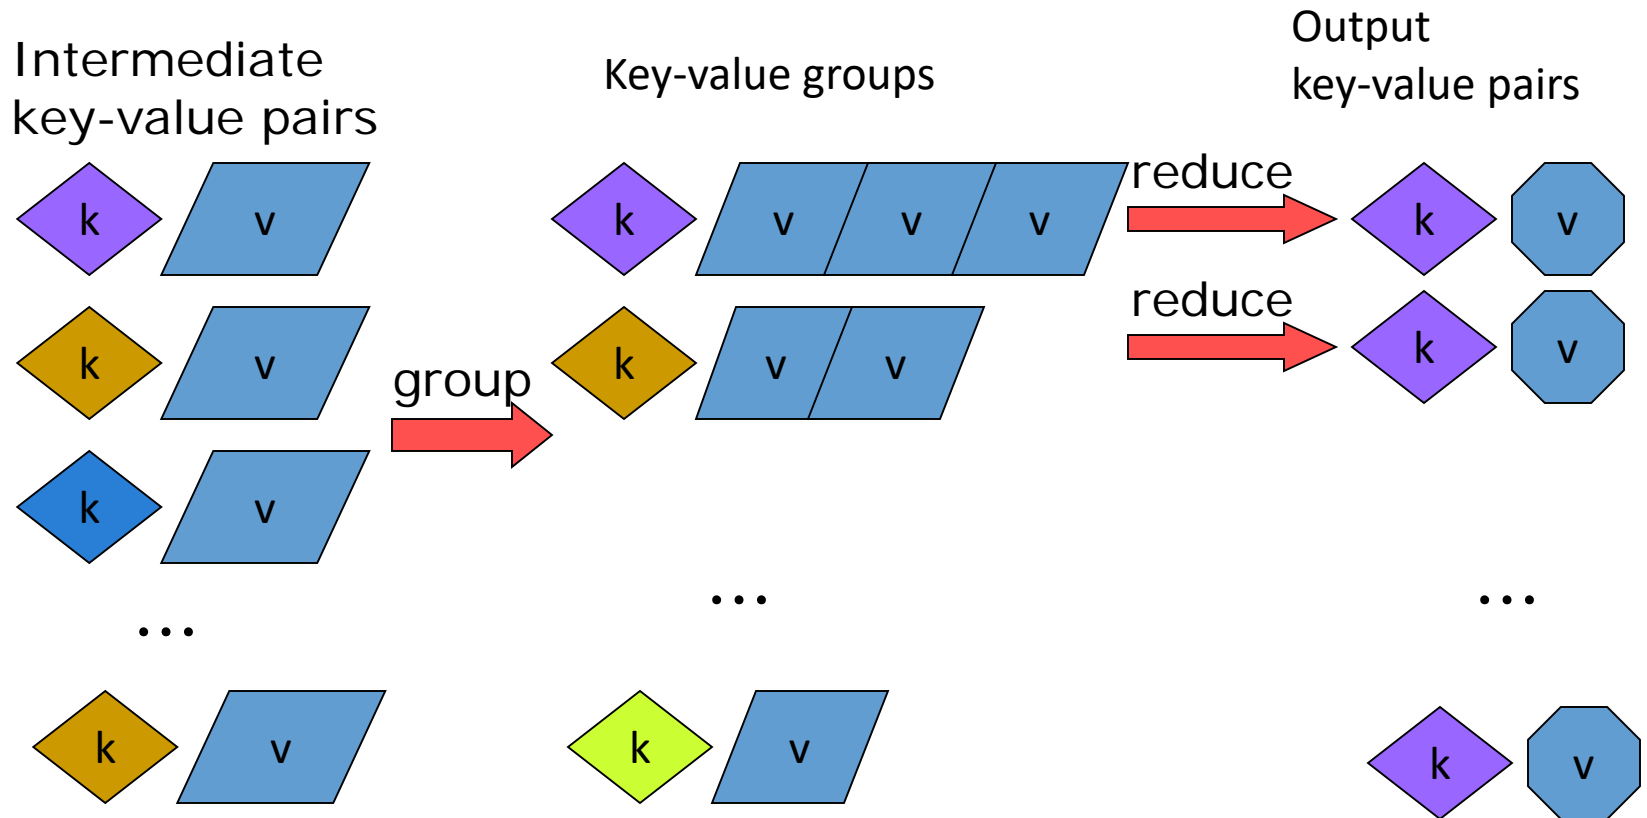 Intermediate
key-value pairs
Key-value groups
Output
key-value pairs
k v
k v v v
reduce
k v
k v
group
k v v
reduce
k v
k v
...
...
...
k v
k v
k v